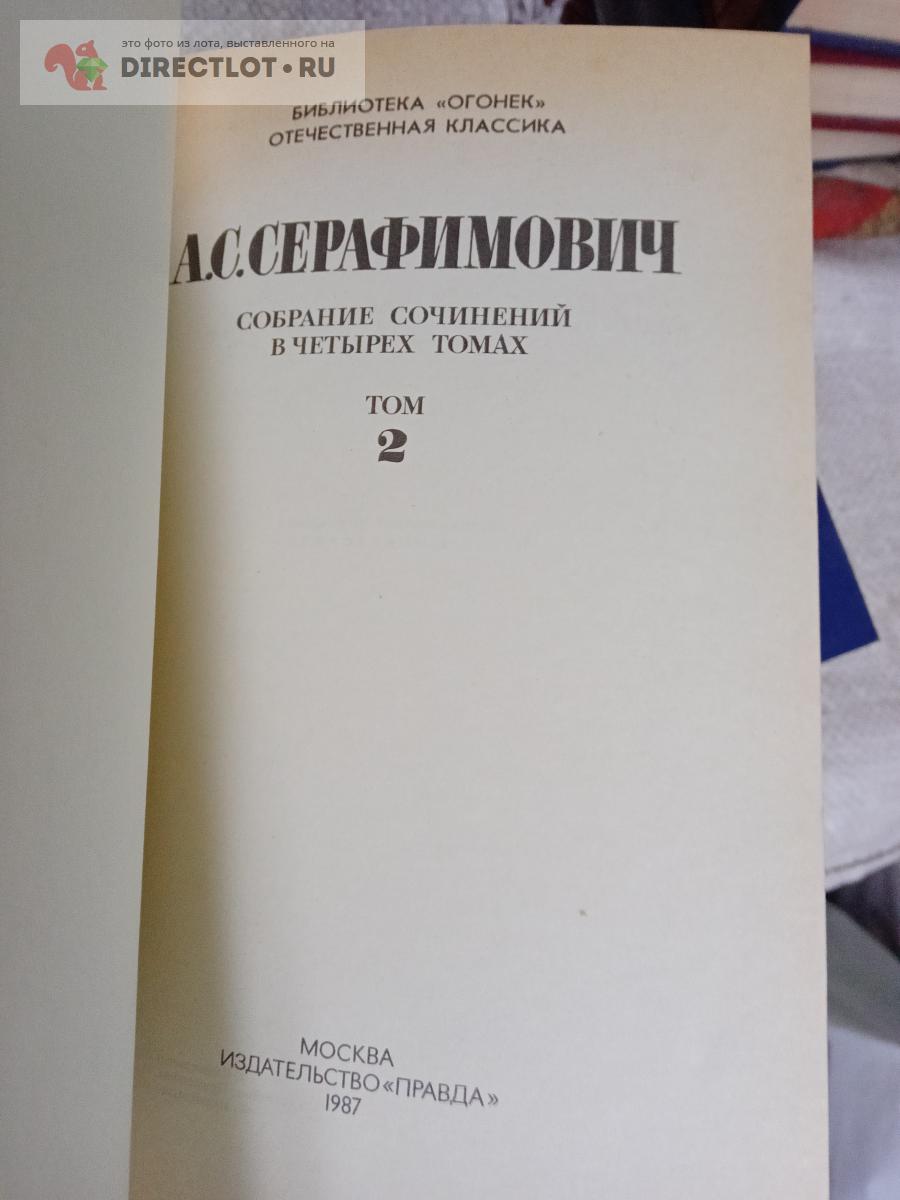 это фото из лота, выставленного на
DIRECTLOT.RU
БИБЛИОТЕКА «ОГОНЕК»
ОТЕЧЕСТВЕННАЯ КЛАССИКА
А.С.СЕРАФИМОВИЧ
СОБРАНИЕ СОЧИНЕНИЙ
В ЧЕТЫРЕХ ТОМАХ
ТОМ
2
МОСКВА
ИЗДАТЕЛЬСТВО «ПРАВДА»
1987